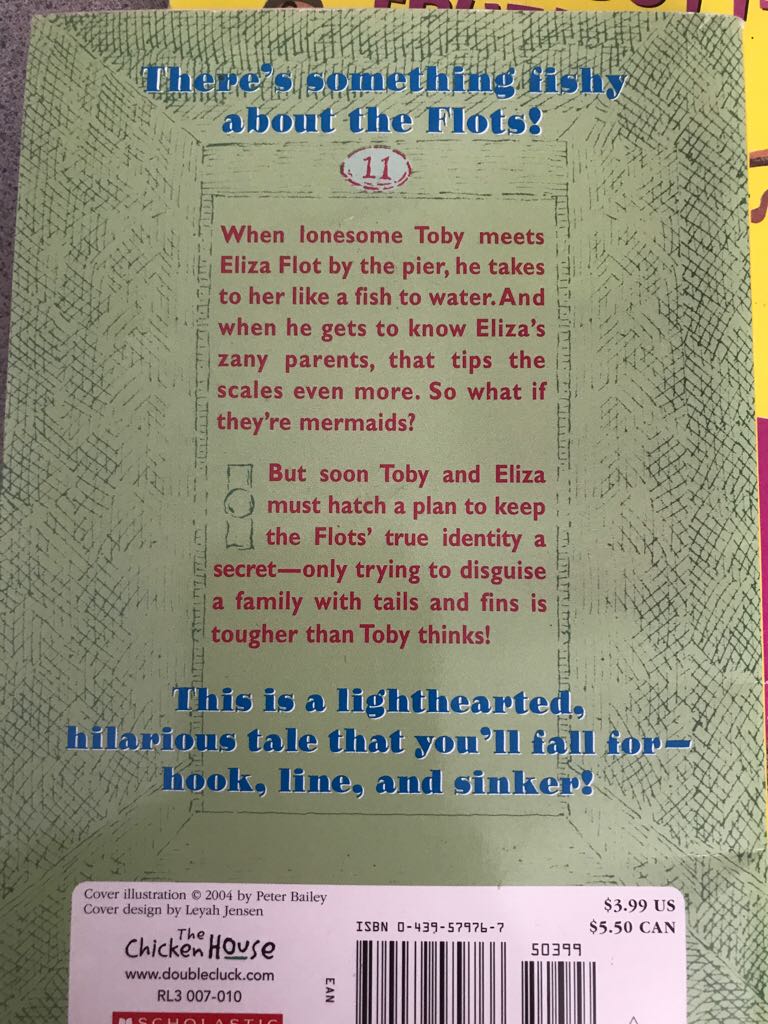 There's something fishy
about the Flots!
11
When lonesome Toby meets
Eliza Flot by the pier, he takes
to her like a fish to water. And
when he gets to know Eliza's
zany parents, that tips the
scales even more. So what if
they're mermaids?
But soon Toby and Eliza
must hatch a plan to keep
the Flots' true identity a
secret—only trying to disguise
a family with tails and fins is
tougher than Toby thinks!
This is a lighthearted,
hilarious tale that you'll fall for—
hook, line, and sinker!
Cover illustration © 2004 by Peter Bailey
Cover design by Leyah Jensen
The
Chicken House
www.doublecluck.com
RL3 007-010
SCHOLASTIC
EAN
ISBN 0-439-57976-7
50399
$3.99 US
$5.50 CAN